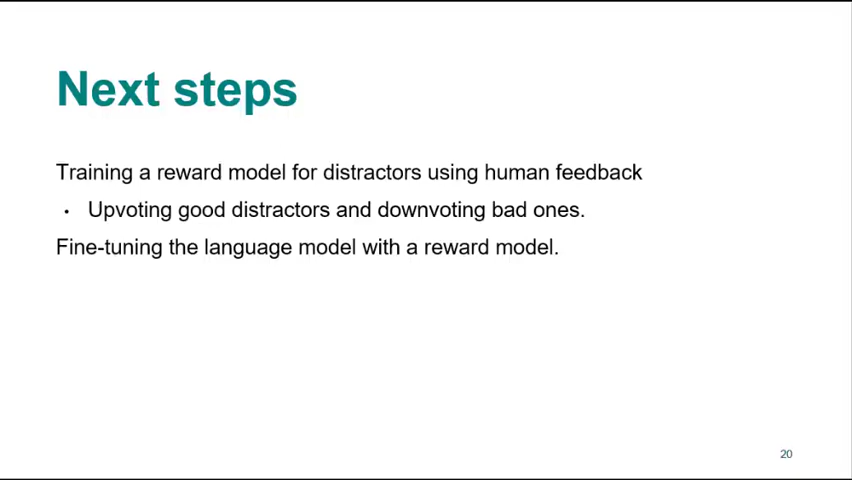 Next steps
Training a reward model for distractors using human feedback
• Upvoting good distractors and downvoting bad ones.
Fine-tuning the language model with a reward model.
20